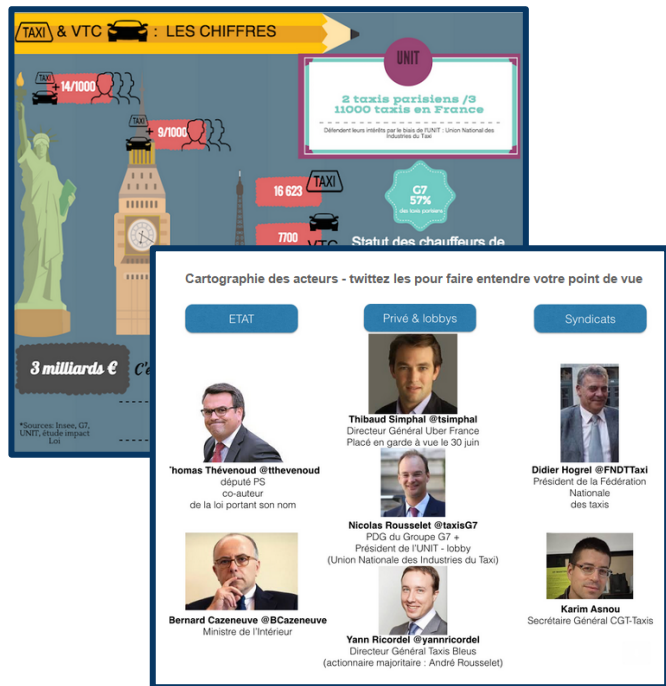 TAXI & VTC : LES CHIFFRES
TAXI
+14/1000
TAXI
+ 9/1000
UNIT
2 taxis parisiens /3
11000 taxis en France
Défendent leurs intérêts par le biais de l'UNIT : Union National des
industries du Taxi
16 623 TAXI
7700
VTC
G7
57%
des taxis parisiens
Statut des chauffeurs de
3 milliards € C'e
*Sources: Insee, G7,
UNIT, étude impact
Loi
Cartographie des acteurs - twittez les pour faire entendre votre point de vue
ETAT
Thomas Thévenoud @tthevenoud
député PS
co-auteur
de la loi portant son nom
Bernard Cazeneuve @BCazeneuve
Ministre de l'Intérieur
Privé & lobbys
Thibaud Simphal @tsimphal
Directeur Général Uber France
Placé en garde à vue le 30 juin
Nicolas Rousselet @taxisG7
PDG du Groupe G7 +
Président de l'UNIT - lobby
(Union Nationale des Industries du Taxi)
Yann Ricordel @yannricordel
Directeur Général Taxis Bleus
(actionnaire majoritaire : André Rousselet)
Syndicats
Didier Hogrel @FNDTTaxi
Président de la Fédération
Nationale
des taxis
Karim Asnou
Secrétaire Général CGT-Taxis